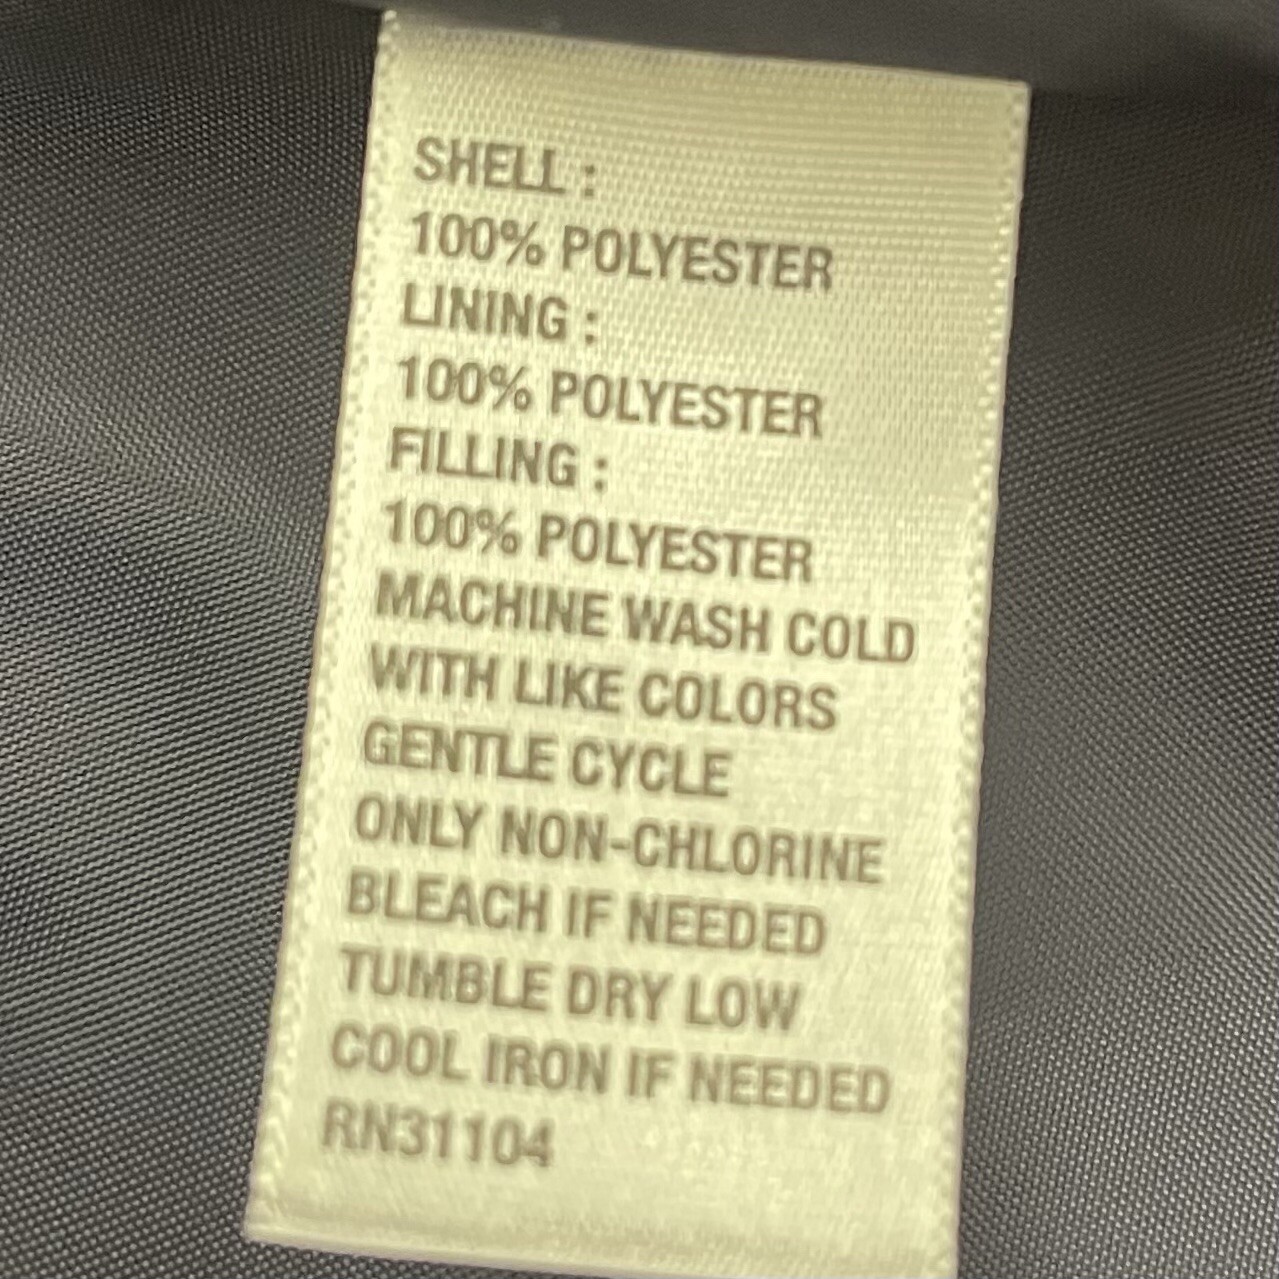 SHELL :
100% POLYESTER
LINING :
100% POLYESTER
FILLING :
100% POLYESTER
MACHINE WASH COLD
WITH LIKE COLORS
GENTLE CYCLE
ONLY NON-CHLORINE
BLEACH IF NEEDED
TUMBLE DRY LOW
COOL IRON IF NEEDED
RN31104